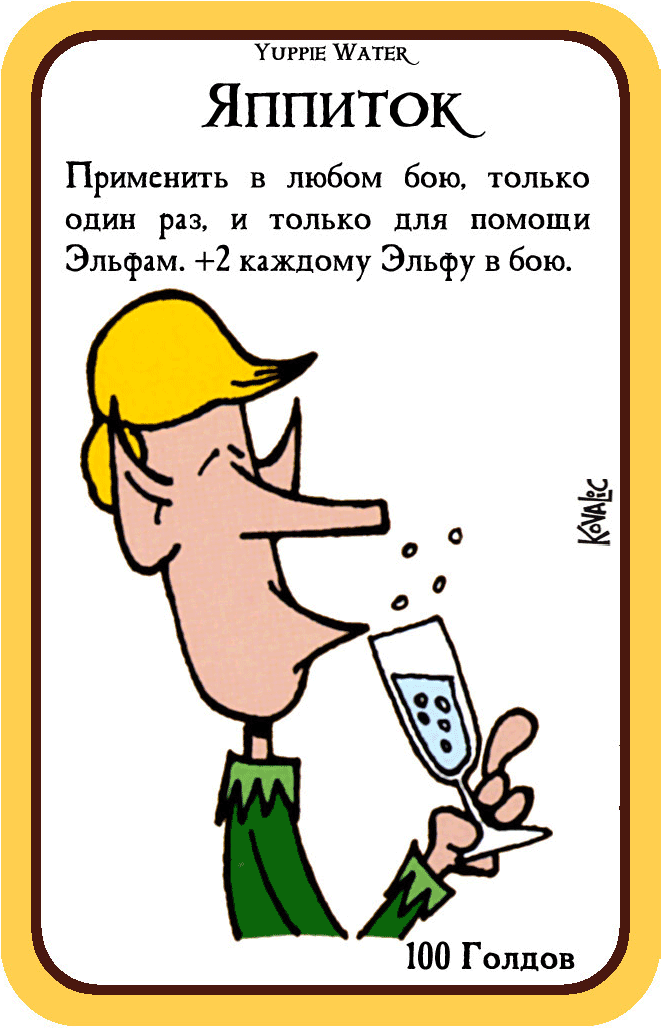 Yuppie Water
Яппиток
Применить в любом бою, только
один раз, и только для помощи
Эльфам. +2 каждому Эльфу в бою.
Kovalic
100 Голдов